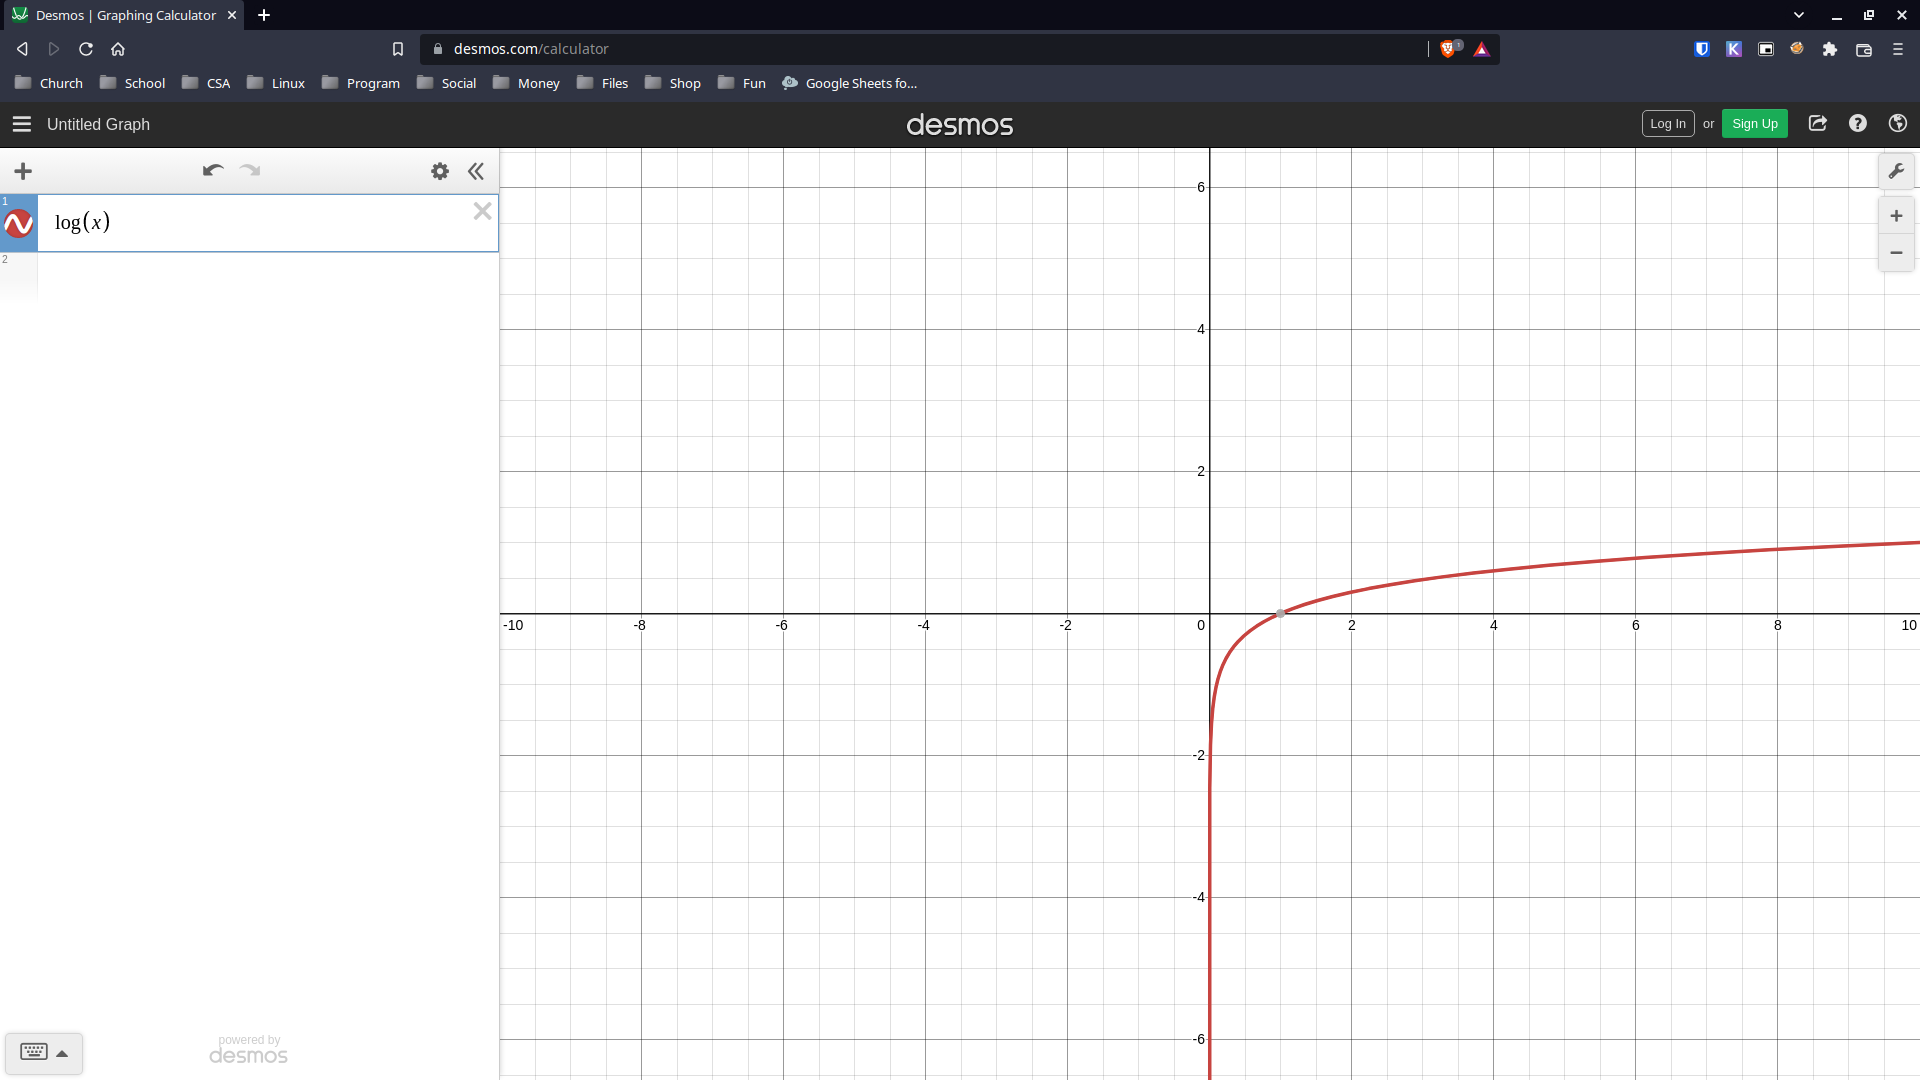 Desmos | Graphing Calculator
desmos.com/calculator
1
K
Church School CSA Linux Program Social Money Files Shop Fun Google Sheets fo...
Untitled Graph
desmos
Log In or Sign Up
1
log(x)
2
6
4
2
-10 -8 -6 -4 -2 0 2 4 6 8 10
-2
-4
-6
powered by
desmos